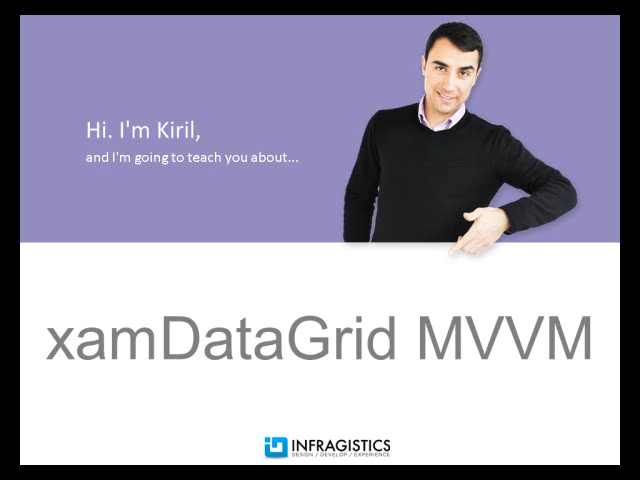 Hi. I'm Kiril,
and I'm going to teach you about...
xamDataGrid MVVM
INFRAGISTICS
DESIGN / DEVELOP / EXPERIENCE